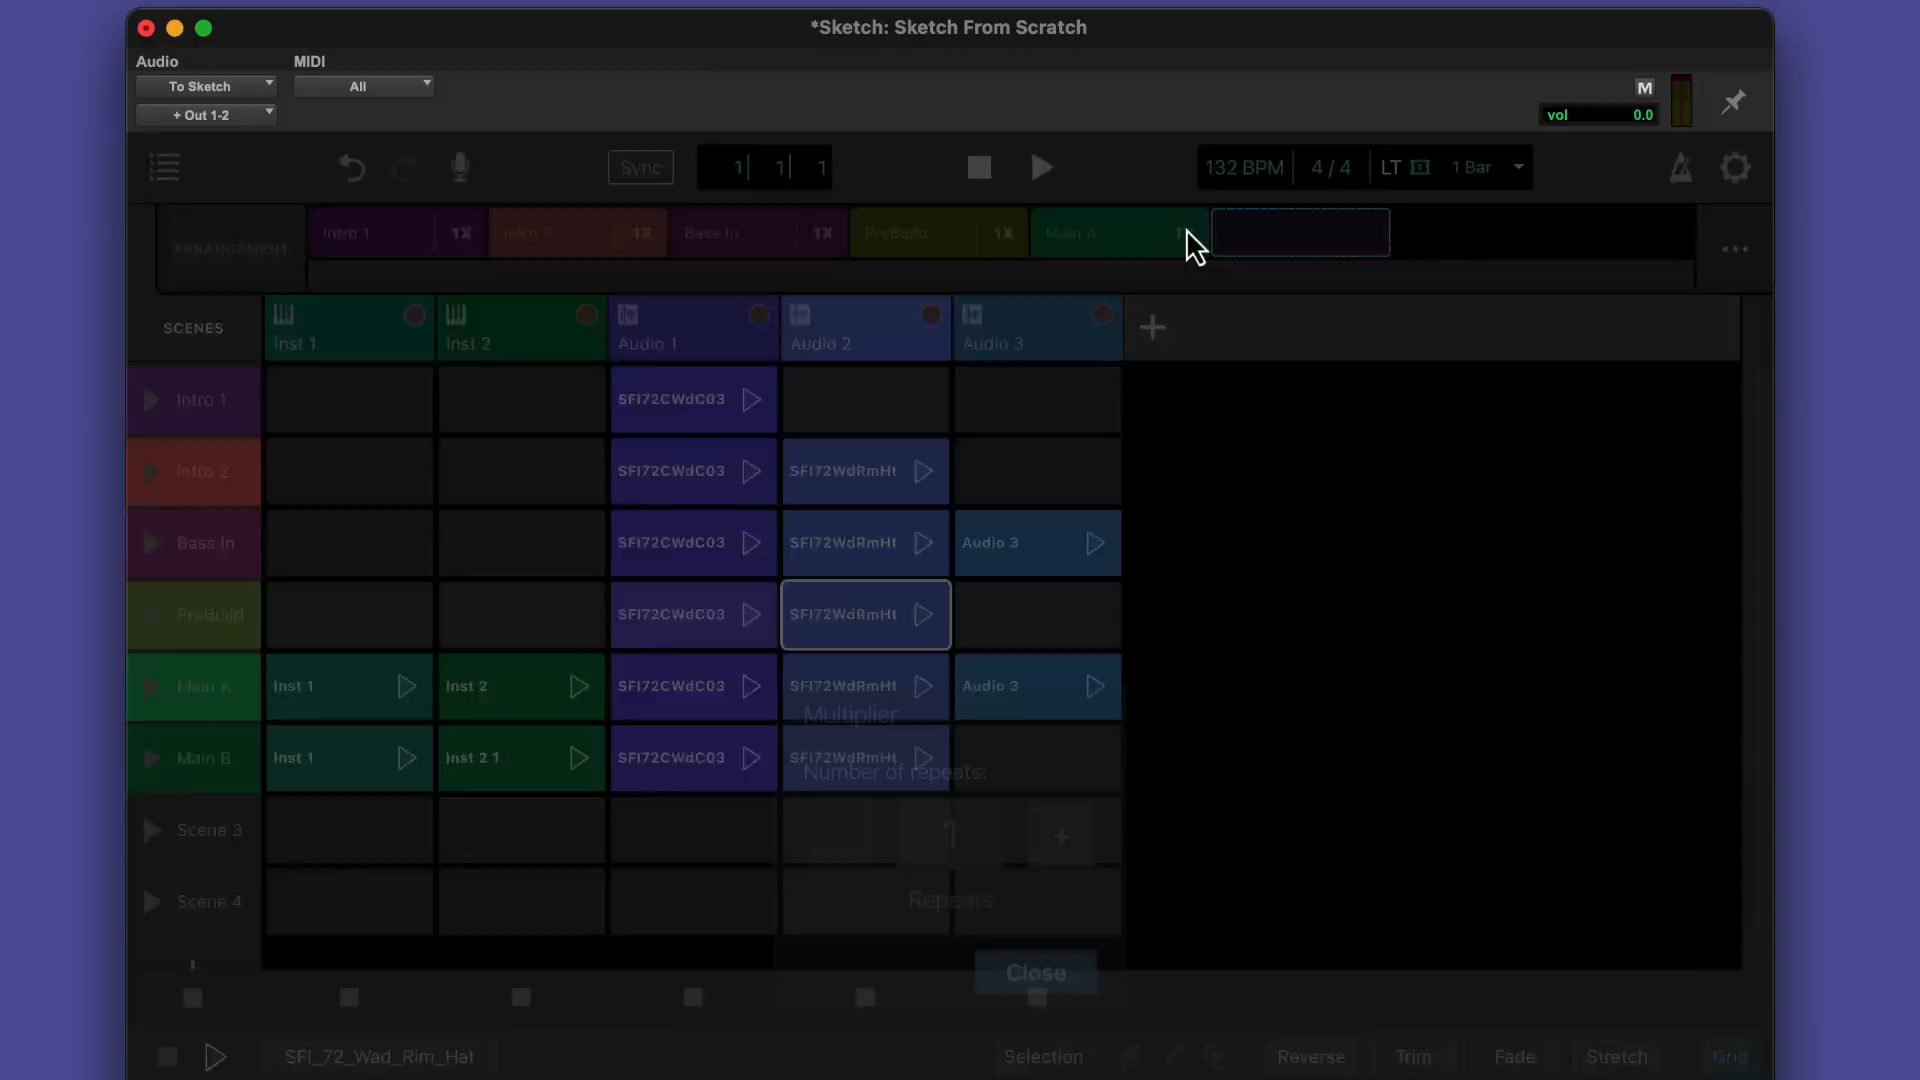 *Sketch: Sketch From Scratch
Audio MIDI
To Sketch All
+ Out 1-2
M
vol 0.0
Sync 1| 1| 1 132 BPM 4 / 4 LT 1 Bar
ARRANGEMENT Intro 1 1X Intro 2 1X Bass In 1X PreBuild 1X Main A
SCENES Inst 1 Inst 2 Audio 1 Audio 2 Audio 3 +
Intro 1 SFI72CWdC03
Intro 2 SFI72CWdC03 SFI72WdRmHt
Bass In SFI72CWdC03 SFI72WdRmHt Audio 3
PreBuild SFI72CWdC03 SFI72WdRmHt
Main A Inst 1 Inst 2 SFI72CWdC03 SFI72WdRmHt Audio 3
Multiplier
Main B Inst 1 Inst 2 1 SFI72CWdC03 SFI72WdRmHt
Number of repeats:
Scene 3 1 +
Scene 4 Repeats
Close
SFI_72_Wad_Rim_Hat Selection Reverse Trim Fade Stretch Grid